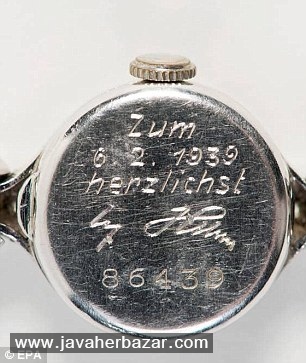 Zum
6. 2. 1939
herzlichst
86439
© EPA
www.javaherbazar.com